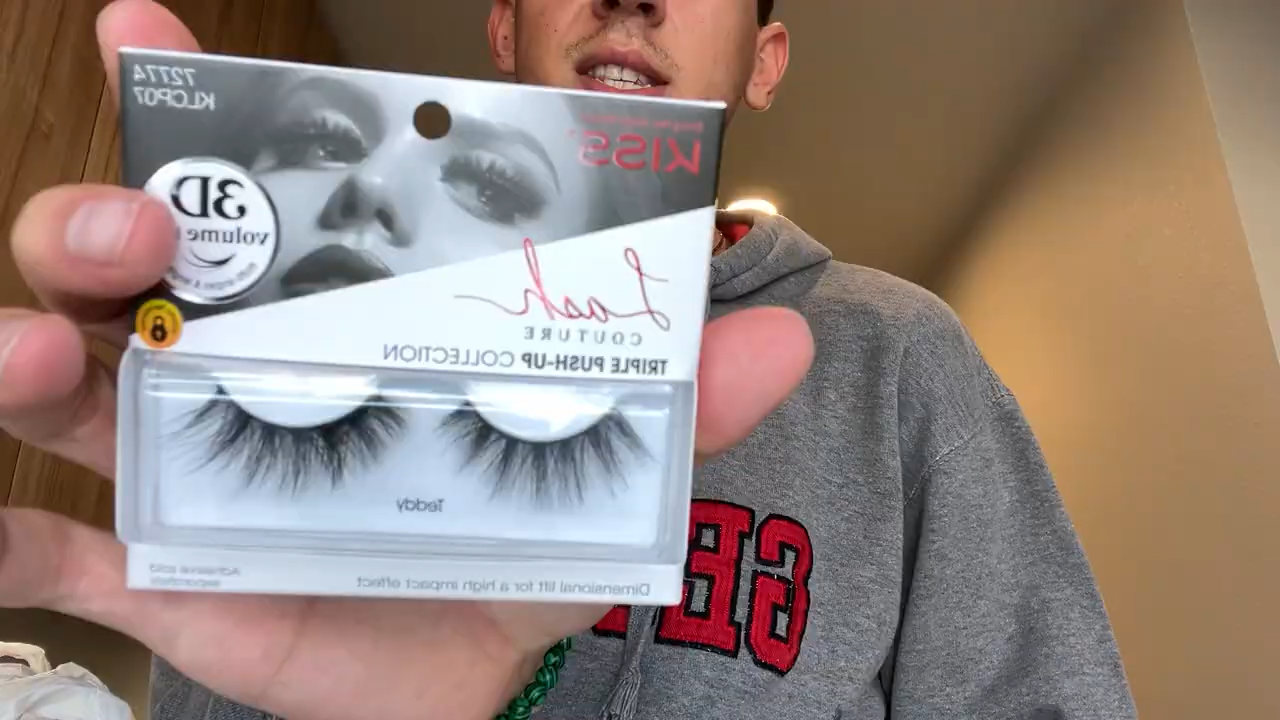 72774
KLCP07
KISS
3D
volume
Lash
COUTURE
TRIPLE PUSH-UP COLLECTION
Teddy
Dimensional lift for a high impact effect
Adhesive sold
separately
GE